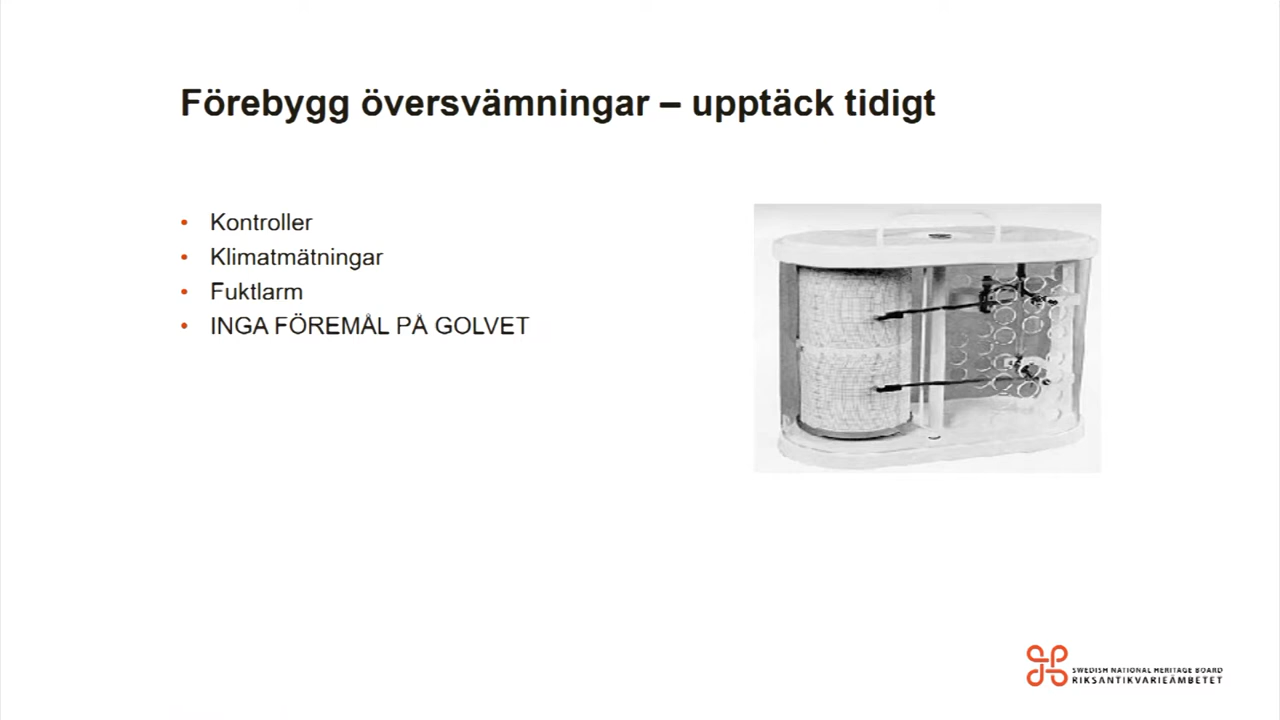 Förebygg översvämningar – upptäck tidigt
• Kontroller
• Klimatmätningar
• Fuktlarm
• INGA FÖREMÅL PÅ GOLVET
SWEDISH NATIONAL HERITAGE BOARD
RIKSANTIKVARIEÄMBETET